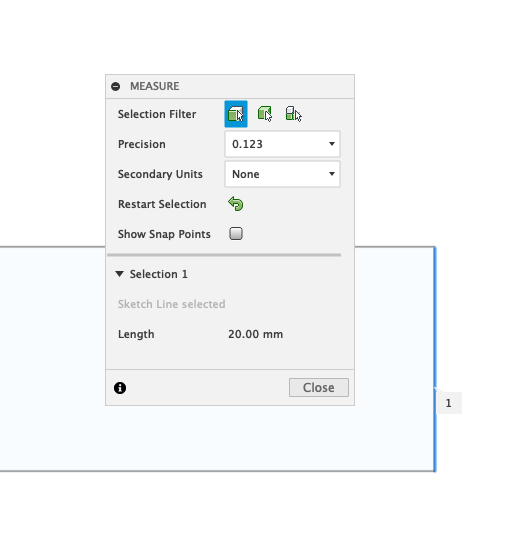 MEASURE
Selection Filter
Precision 0.123
Secondary Units None
Restart Selection
Show Snap Points
Selection 1
Sketch Line selected
Length 20.00 mm
Close
1